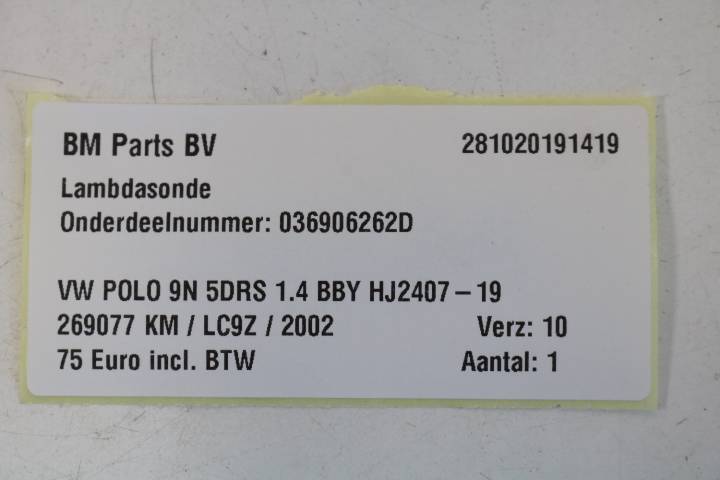 BM Parts BV 281020191419
Lambdasonde
Onderdeelnummer: 036906262D
VW POLO 9N 5DRS 1.4 BBY HJ2407 – 19
269077 KM / LC9Z / 2002 Verz: 10
75 Euro incl. BTW Aantal: 1